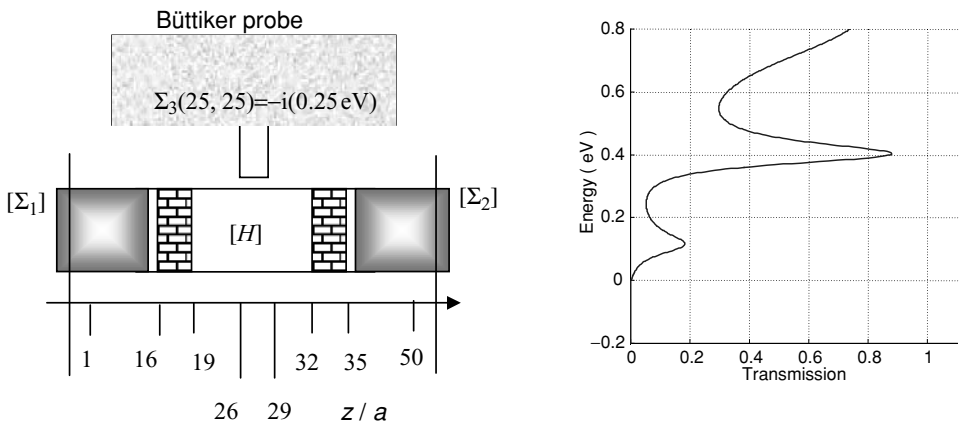 Büttiker probe
Σ3(25, 25)=−i(0.25 eV)
[Σ1]
[Σ2]
[H]
1
16
19
32
35
50
26
29
z / a
Energy ( eV )
0.8
0.6
0.4
0.2
0
−0.2
0
0.2
0.4
0.6
0.8
1
Transmission